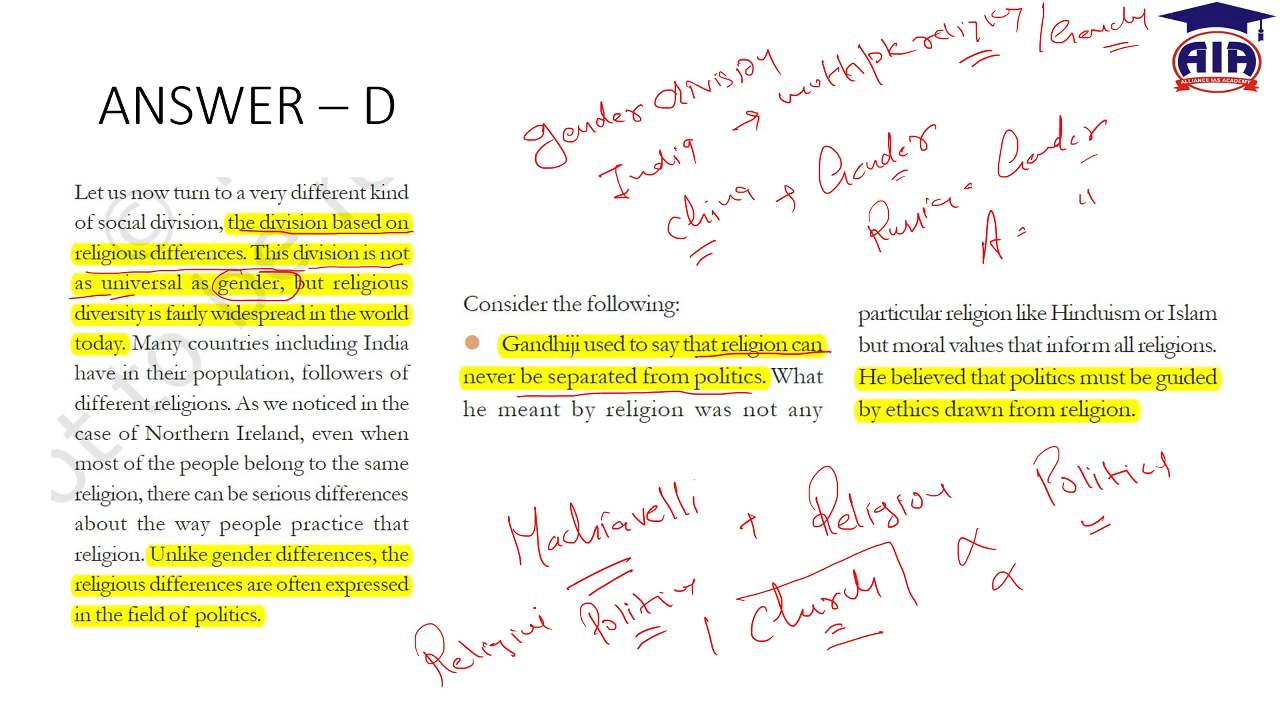 ANSWER – D
Let us now turn to a very different kind
of social division, the division based on
religious differences. This division is not
as universal as gender, but religious
diversity is fairly widespread in the world
today. Many countries including India
have in their population, followers of
different religions. As we noticed in the
case of Northern Ireland, even when
most of the people belong to the same
religion, there can be serious differences
about the way people practice that
religion. Unlike gender differences, the
religious differences are often expressed
in the field of politics.
gender division
India → multiple religion / Gender
China → Gender
Russia = Gender
A = "
AIA
ALLIANCE IAS ACADEMY
Consider the following:
Gandhiji used to say that religion can
never be separated from politics. What
he meant by religion was not any
particular religion like Hinduism or Islam
but moral values that inform all religions.
He believed that politics must be guided
by ethics drawn from religion.
Machiavelli → Religion Politics
Politics / Church
not to be re